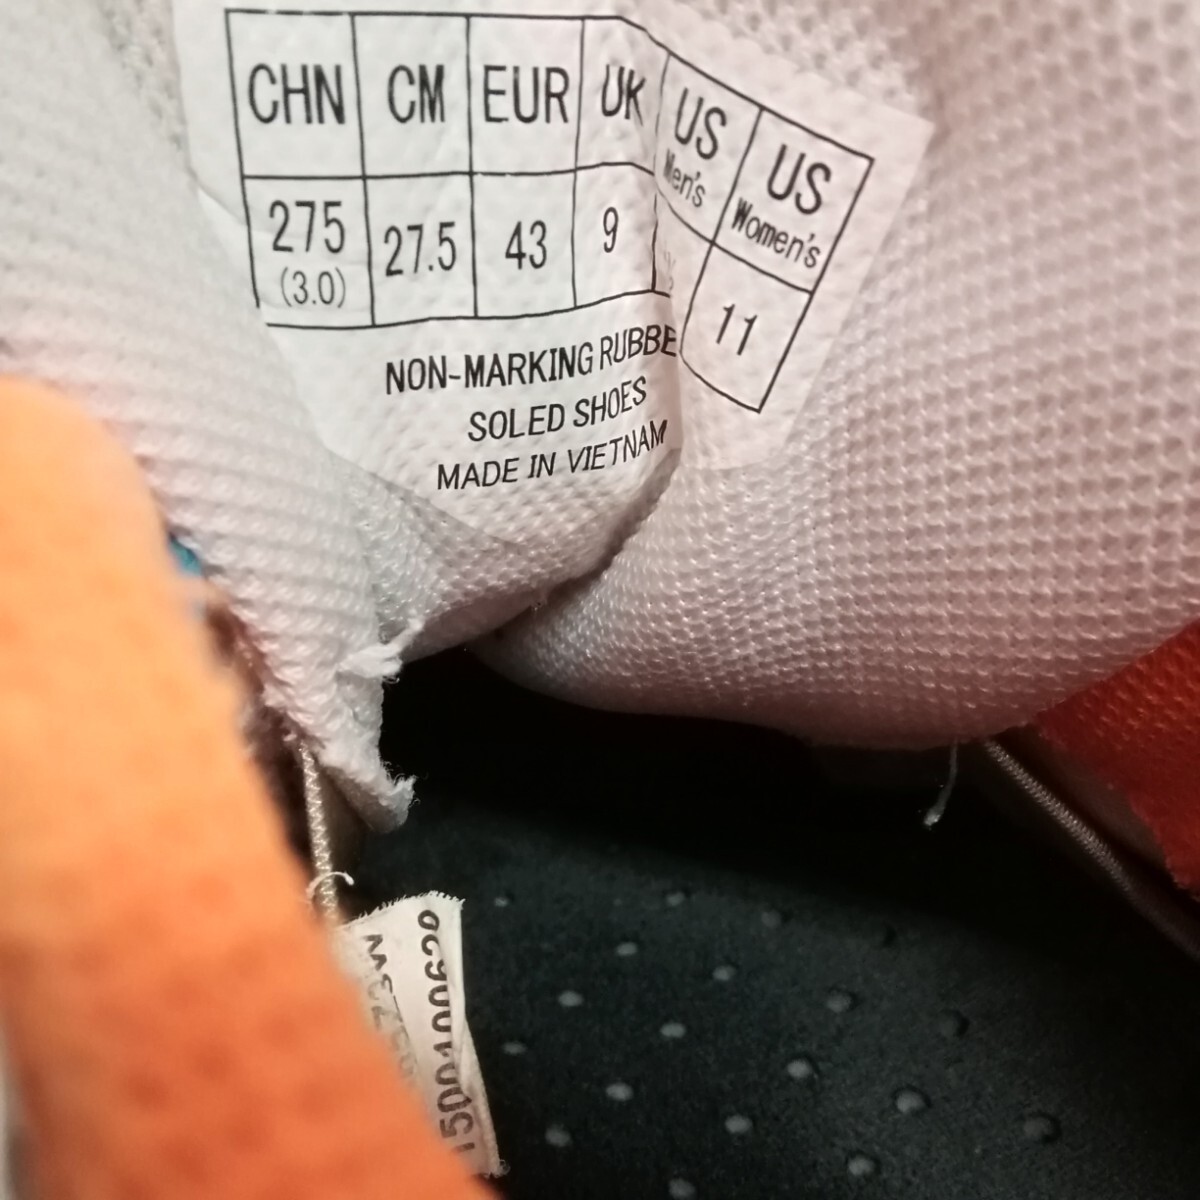 CHN CM EUR UK US Men's US Women's
275 (3.0) 27.5 43 9 11
NON-MARKING RUBBE
SOLED SHOES
MADE IN VIETNAM